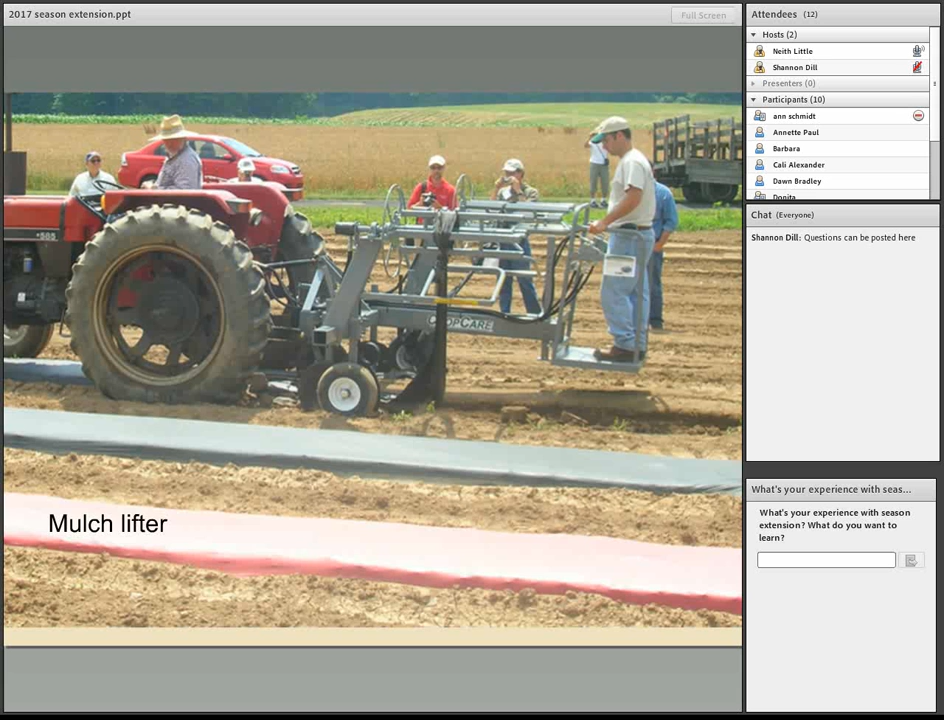 2017 season extension.ppt
Full Screen
CROPCARE
Mulch lifter
Attendees (12)
Hosts (2)
Neith Little
Shannon Dill
Presenters (0)
Participants (10)
ann schmidt
Annette Paul
Barbara
Cali Alexander
Dawn Bradley
Donita
Chat (Everyone)
Shannon Dill: Questions can be posted here
What's your experience with seas...
What's your experience with season
extension? What do you want to
learn?